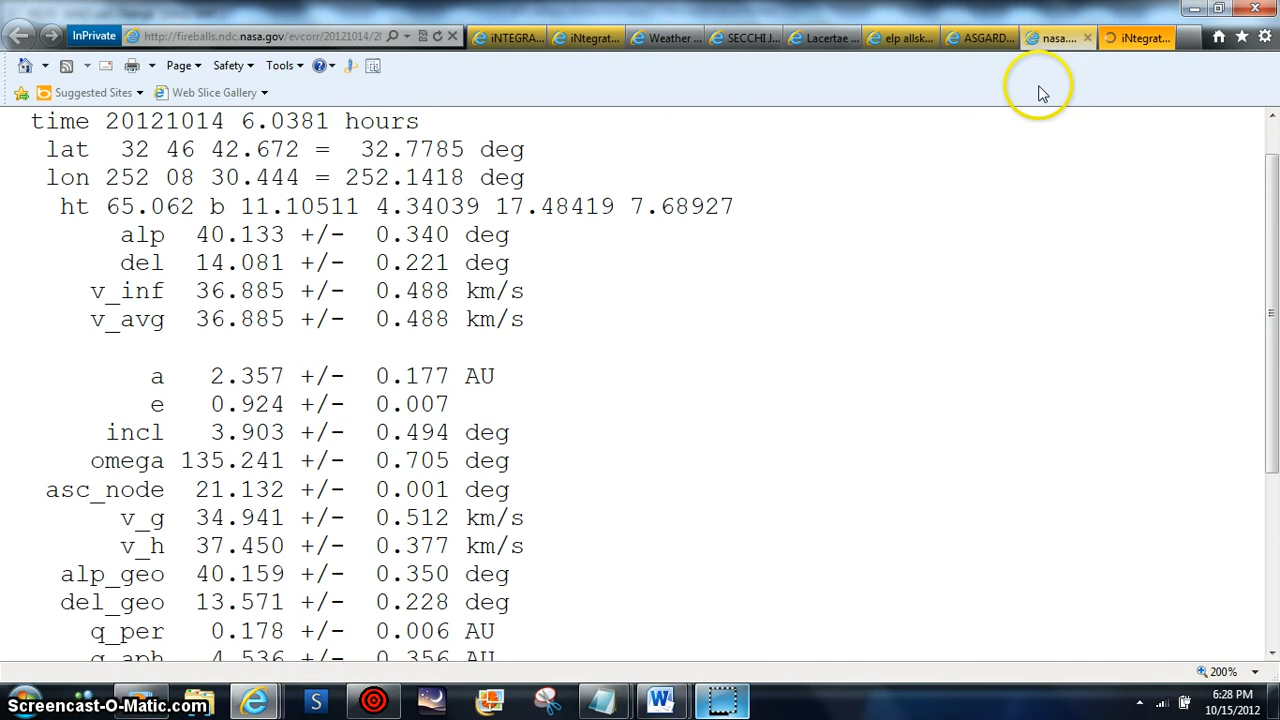 InPrivate http://fireballs.ndc.nasa.gov/evcorr/20121014/2 iNTEGRA... iNtegrat... Weather ... SECCHI J... Lacertae ... elp allsk... ASGARD... nasa.... iNtegrat...
Page Safety Tools
Suggested Sites Web Slice Gallery
time 20121014 6.0381 hours
lat 32 46 42.672 = 32.7785 deg
lon 252 08 30.444 = 252.1418 deg
ht 65.062 b 11.10511 4.34039 17.48419 7.68927
alp 40.133 +/- 0.340 deg
del 14.081 +/- 0.221 deg
v_inf 36.885 +/- 0.488 km/s
v_avg 36.885 +/- 0.488 km/s
a 2.357 +/- 0.177 AU
e 0.924 +/- 0.007
incl 3.903 +/- 0.494 deg
omega 135.241 +/- 0.705 deg
asc_node 21.132 +/- 0.001 deg
v_g 34.941 +/- 0.512 km/s
v_h 37.450 +/- 0.377 km/s
alp_geo 40.159 +/- 0.350 deg
del_geo 13.571 +/- 0.228 deg
q_per 0.178 +/- 0.006 AU
q_aph 4.536 +/- 0.356 AU
200%
S W 6:28 PM
Screencast-O-Matic.com 10/15/2012